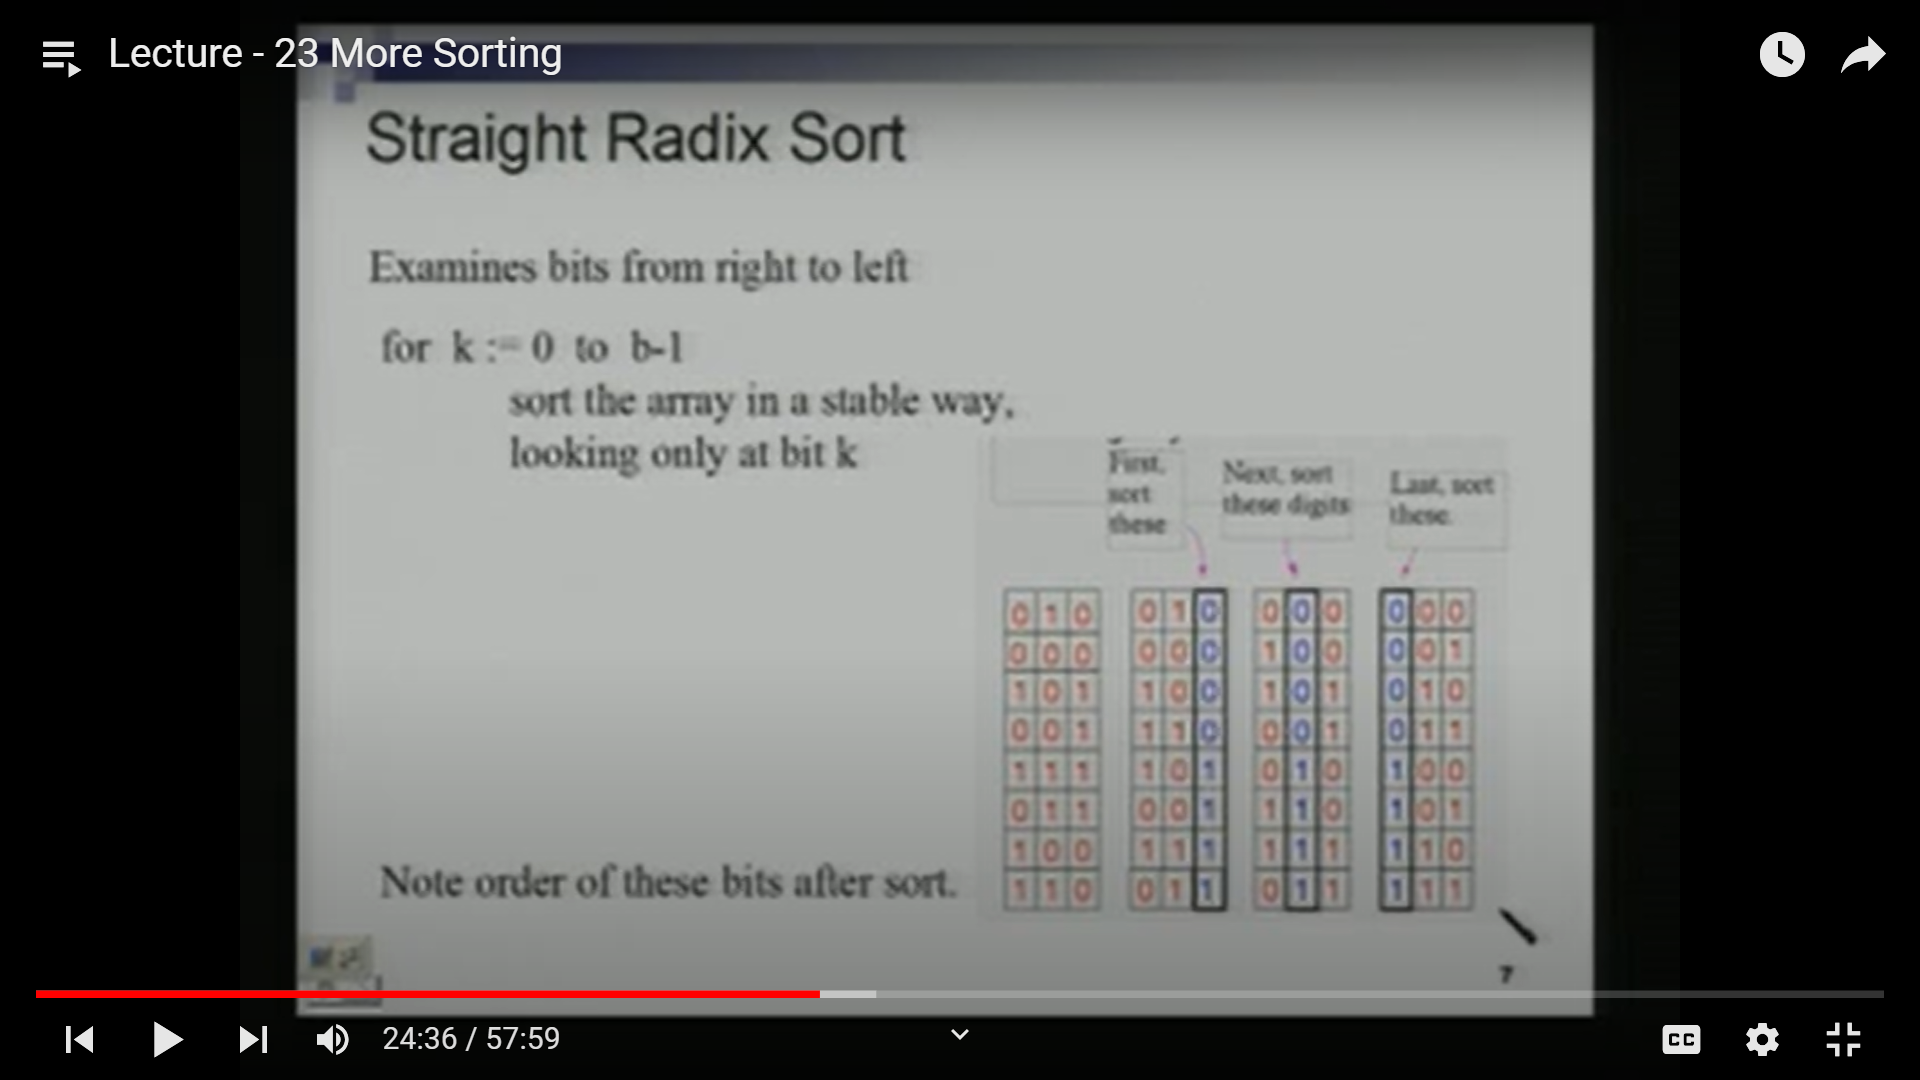 Lecture - 23 More Sorting
Straight Radix Sort
Examines bits from right to left
for k := 0 to b-1
sort the array in a stable way,
looking only at bit k
First,
sort
these
Next, sort
these digits
Last, sort
these.
0 1 0 0 1 0 0 0 0 0 0 0
0 0 0 0 0 0 1 0 0 0 0 1
1 0 1 1 0 0 1 0 1 0 1 0
0 0 1 1 1 0 0 0 1 0 1 1
1 1 1 1 0 1 0 1 0 1 0 0
0 1 1 0 0 1 1 1 0 1 0 1
1 0 0 1 1 1 1 1 1 1 1 0
1 1 0 0 1 1 0 1 1 1 1 1
Note order of these bits after sort.
7
24:36 / 57:59
CC